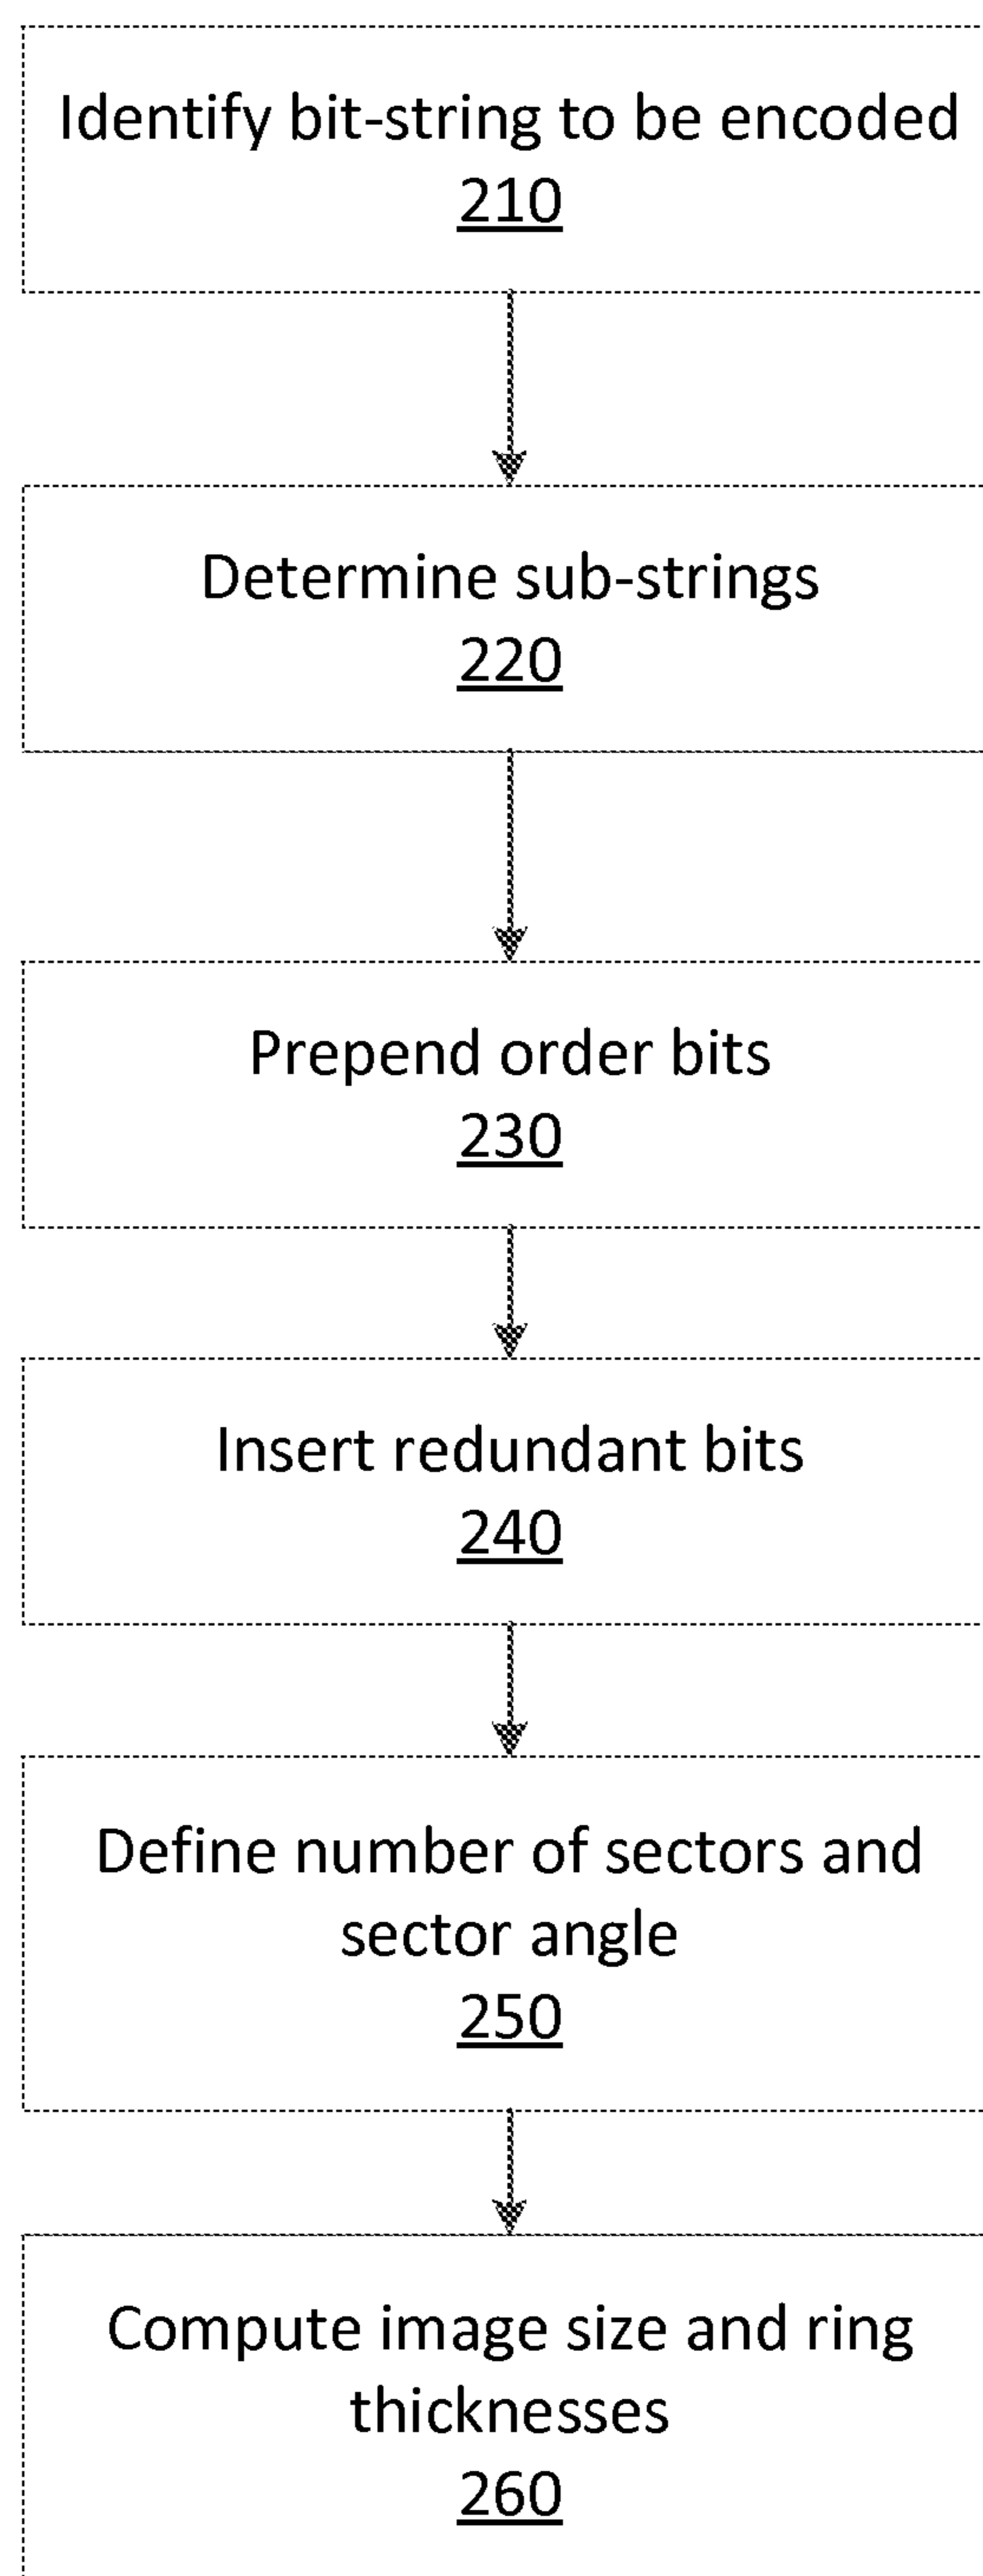 Identify bit-string to be encoded
210
Determine sub-strings
220
Prepend order bits
230
Insert redundant bits
240
Define number of sectors and
sector angle
250
Compute image size and ring
thicknesses
260